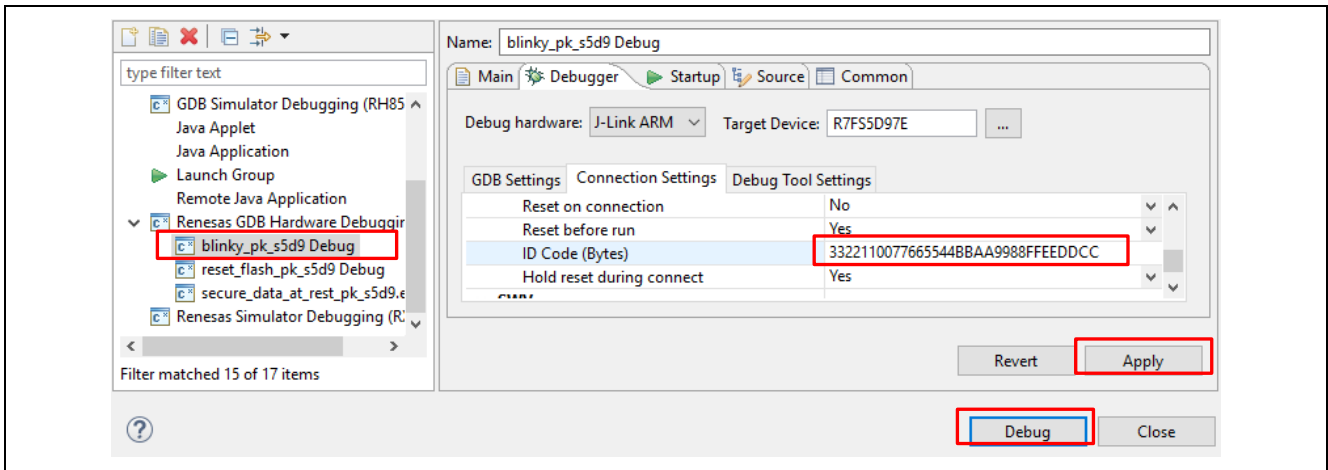 type filter text
GDB Simulator Debugging (RH85
Java Applet
Java Application
Launch Group
Remote Java Application
Renesas GDB Hardware Debuggin
blinky_pk_s5d9 Debug
reset_flash_pk_s5d9 Debug
secure_data_at_rest_pk_s5d9.e
Renesas Simulator Debugging (R
Filter matched 15 of 17 items
Name: blinky_pk_s5d9 Debug
Main Debugger Startup Source Common
Debug hardware: J-Link ARM Target Device: R7FS5D97E ...
GDB Settings Connection Settings Debug Tool Settings
Reset on connection No
Reset before run Yes
ID Code (Bytes) 3322110077665544BBAA9988FFEEDDCC
Hold reset during connect Yes
Revert Apply
? Debug Close